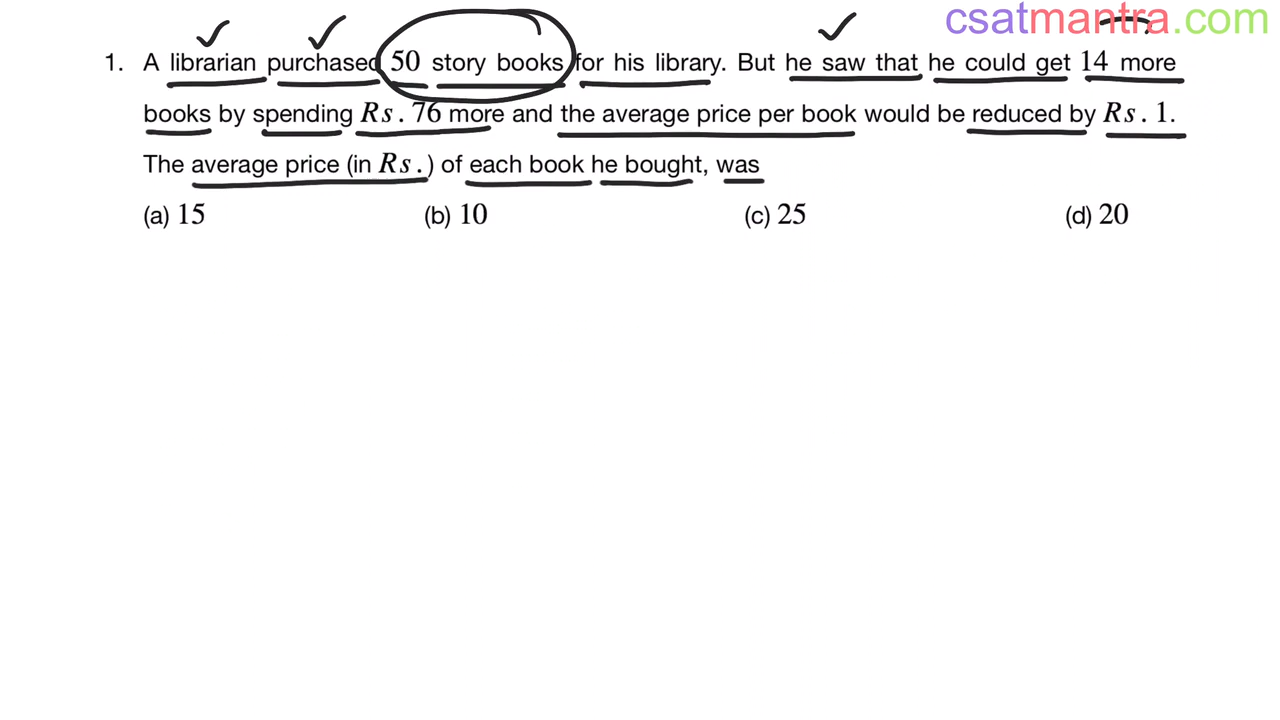 csatmantra.com
1. A librarian purchased 50 story books for his library. But he saw that he could get 14 more
books by spending Rs. 76 more and the average price per book would be reduced by Rs. 1.
The average price (in Rs.) of each book he bought, was
(a) 15 (b) 10 (c) 25 (d) 20